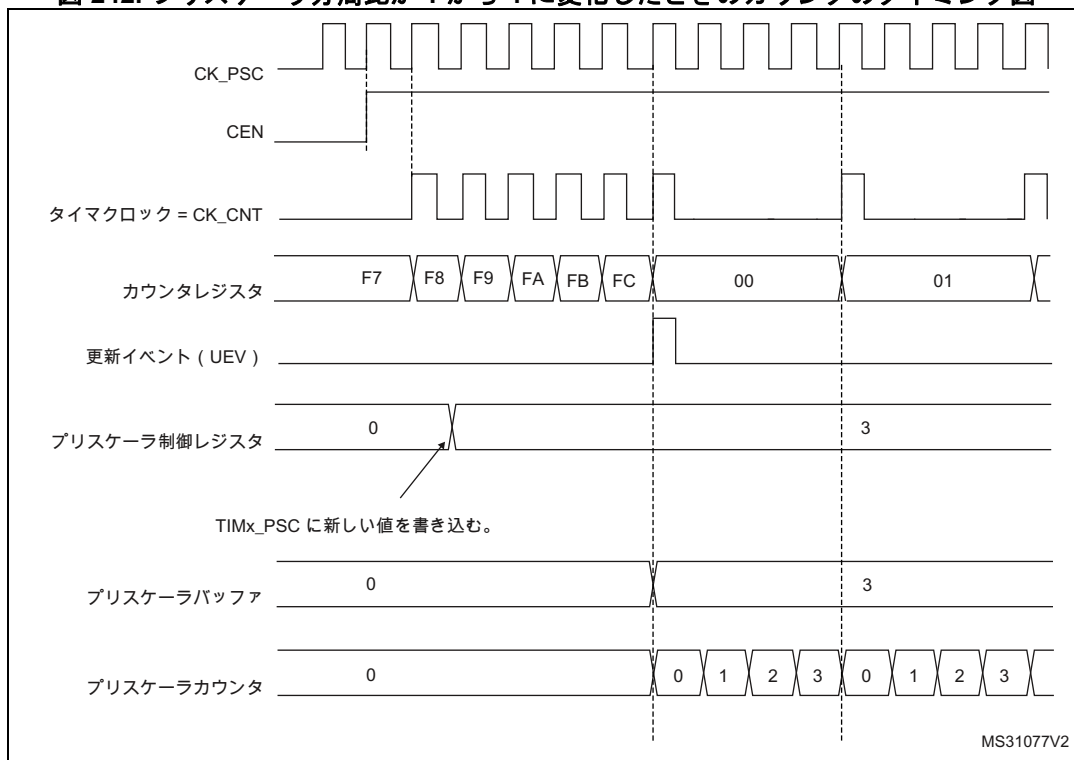 CK_PSC
CEN
タイマクロック = CK_CNT
カウンタレジスタ
F7 F8 F9 FA FB FC 00 01
更新イベント ( UEV )
プリスケーラ制御レジスタ
0 3
TIMx_PSC に新しい値を書き込む。
プリスケーラバッファ
0 3
プリスケーラカウンタ
0 0 1 2 3 0 1 2 3
MS31077V2